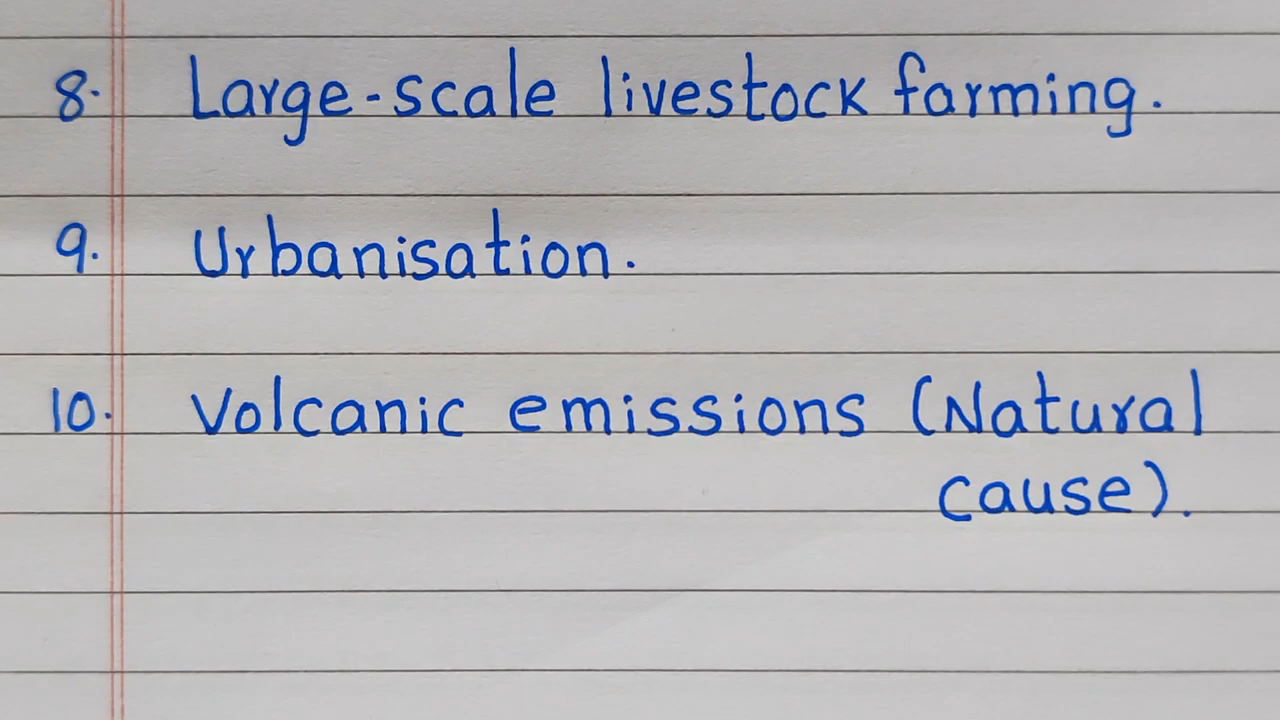 8. Large-scale livestock farming.
9. Urbanisation.
10. Volcanic emissions (Natural
cause).